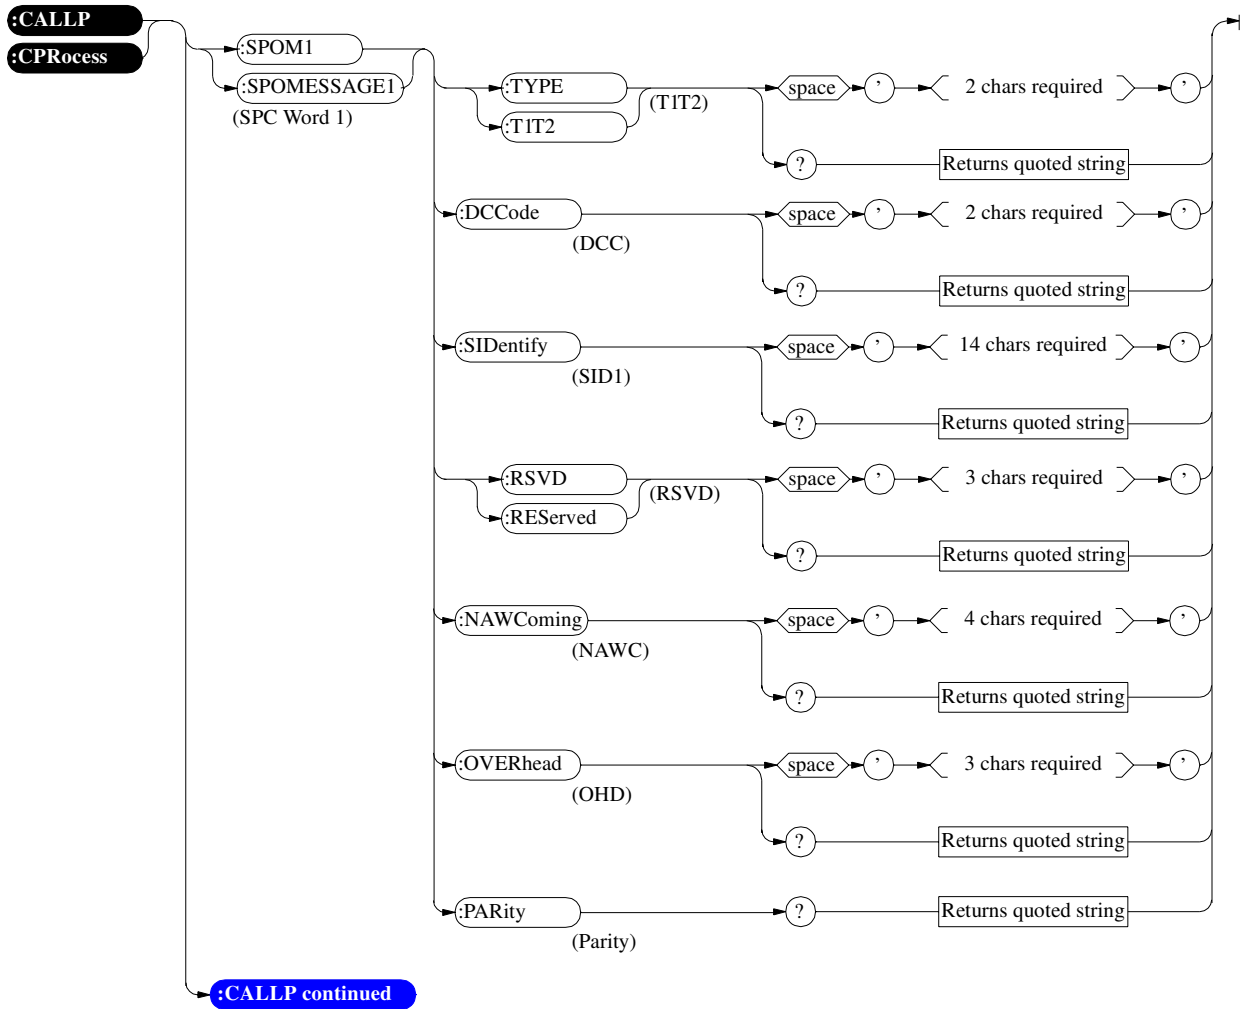 :CALLP
:CPRocess
:SPOM1
:SPOMESSAGE1
(SPC Word 1)
:TYPE
:T1T2
(T1T2)
space
’
2 chars required
’
?
Returns quoted string
:DCCode
(DCC)
space
’
2 chars required
’
?
Returns quoted string
:SIDentify
(SID1)
space
’
14 chars required
’
?
Returns quoted string
:RSVD
:REServed
(RSVD)
space
’
3 chars required
’
?
Returns quoted string
:NAWComing
(NAWC)
space
’
4 chars required
’
?
Returns quoted string
:OVERhead
(OHD)
space
’
3 chars required
’
?
Returns quoted string
:PARity
(Parity)
?
Returns quoted string
:CALLP continued